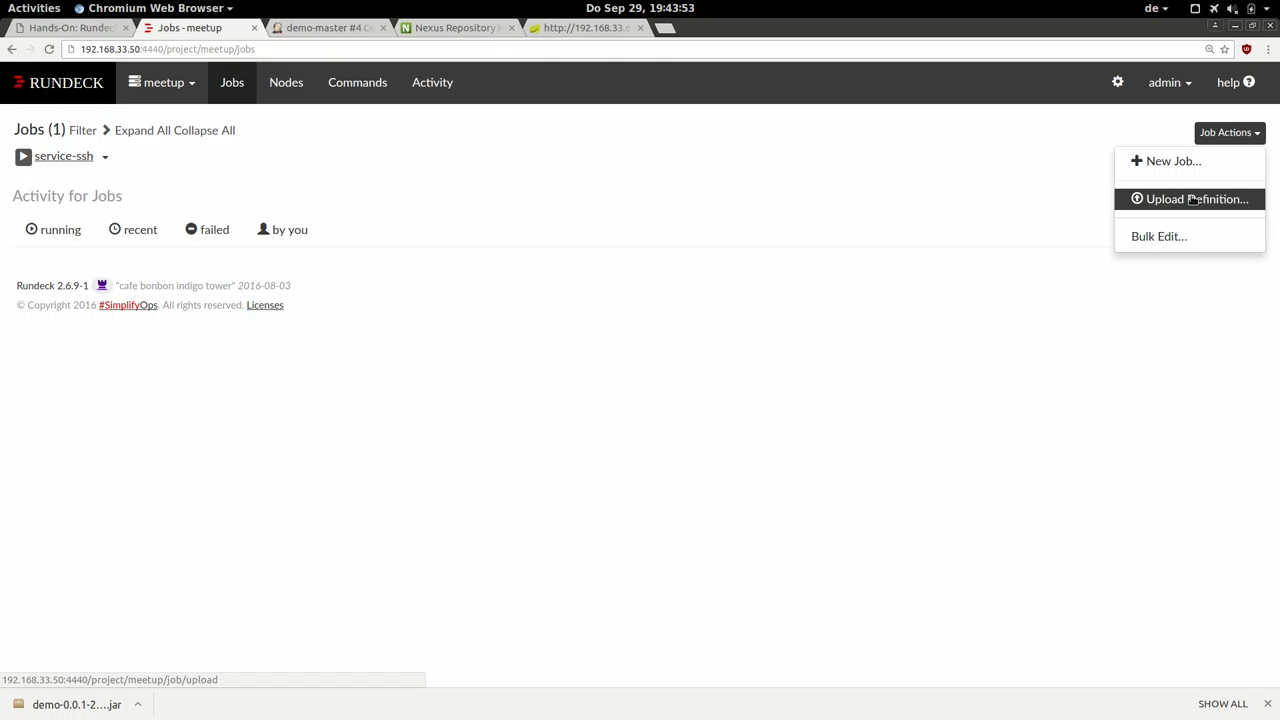 Activities Chromium Web Browser Do Sep 29, 19:43:53 de
Hands-On: Rundec Jobs - meetup demo-master #4 Co Nexus Repository M http://192.168.33.6
192.168.33.50:4440/project/meetup/jobs
RUNDECK meetup Jobs Nodes Commands Activity admin help
Jobs (1) Filter Expand All Collapse All Job Actions
service-ssh
New Job...
Upload Definition...
Bulk Edit...
Activity for Jobs
running recent failed by you
Rundeck 2.6.9-1 "cafe bonbon indigo tower" 2016-08-03
© Copyright 2016 #SimplifyOps. All rights reserved. Licenses
192.168.33.50:4440/project/meetup/job/upload
demo-0.0.1-2....jar SHOW ALL